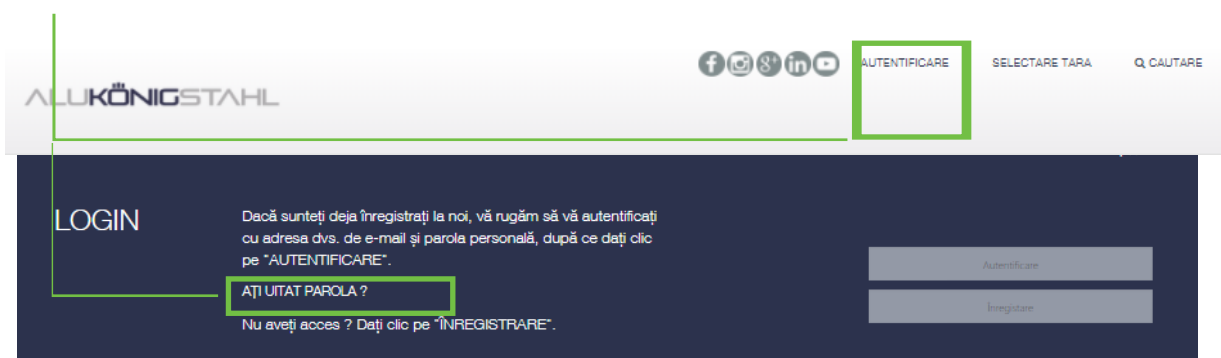 AUTENTIFICARE SELECTARE TARA CAUTARE
ALUKÖNIGSTAHL
LOGIN
Dacă sunteți deja înregistrați la noi, vă rugăm să vă autentificați
cu adresa dvs. de e-mail și parola personală, după ce dați clic
pe "AUTENTIFICARE".
AȚI UITAT PAROLA ?
Nu aveți acces ? Dați clic pe "ÎNREGISTRARE".
Autentificare
Înregistare